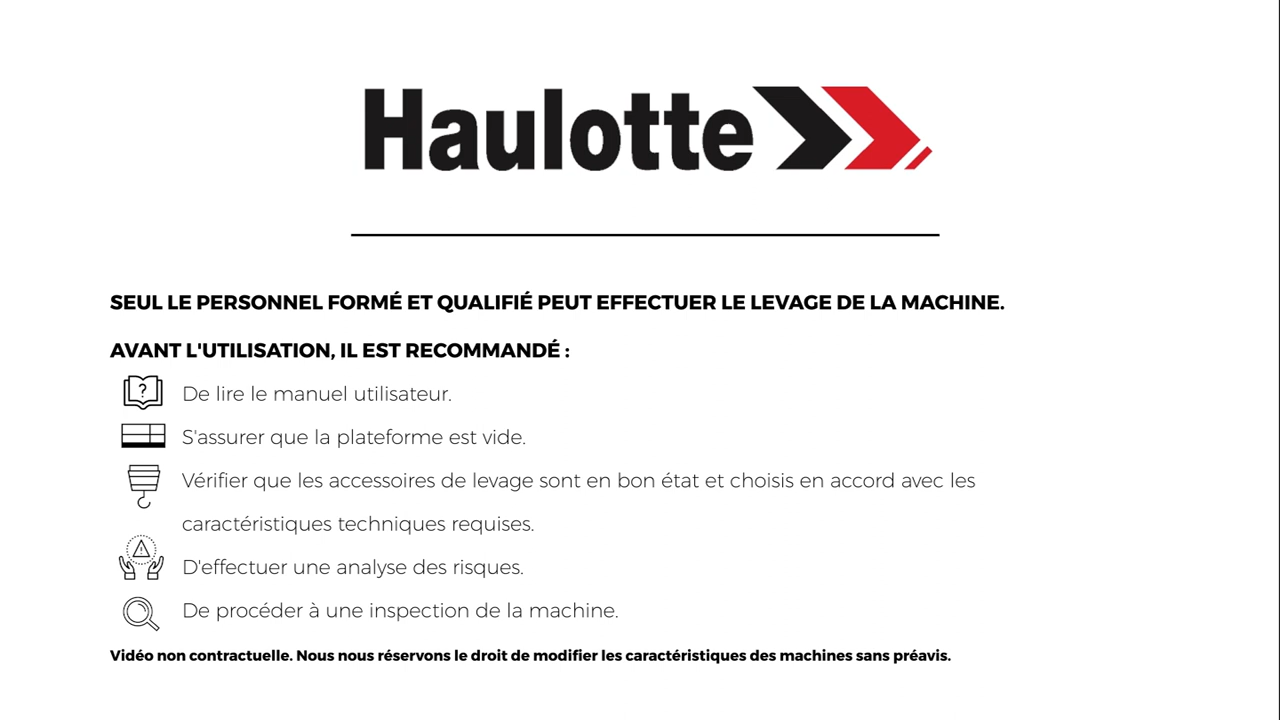 Haulotte
SEUL LE PERSONNEL FORMÉ ET QUALIFIÉ PEUT EFFECTUER LE LEVAGE DE LA MACHINE.
AVANT L'UTILISATION, IL EST RECOMMANDÉ :
De lire le manuel utilisateur.
S'assurer que la plateforme est vide.
Vérifier que les accessoires de levage sont en bon état et choisis en accord avec les
caractéristiques techniques requises.
D'effectuer une analyse des risques.
De procéder à une inspection de la machine.
Vidéo non contractuelle. Nous nous réservons le droit de modifier les caractéristiques des machines sans préavis.